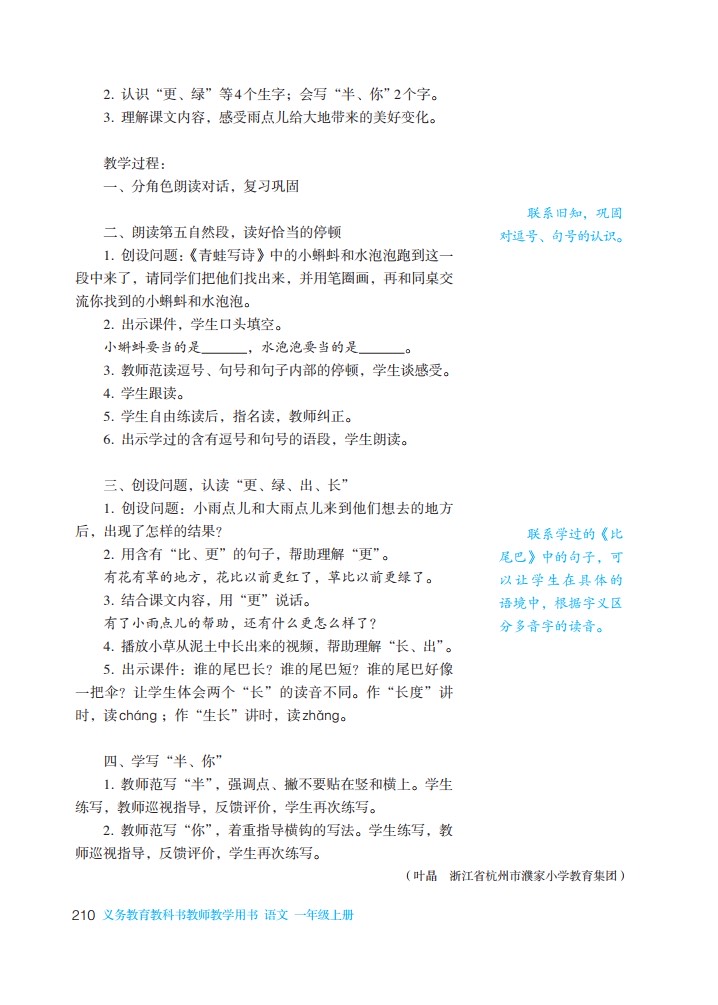 2. 认识“更、绿”等4个生字；会写“半、你”2个字。
3. 理解课文内容，感受雨点儿给大地带来的美好变化。
教学过程：
一、分角色朗读对话，复习巩固
二、朗读第五自然段，读好恰当的停顿
1. 创设问题：《青蛙写诗》中的小蝌蚪和水泡泡跑到这一
段中来了，请同学们把他们找出来，并用笔圈画，再和同桌交
流你找到的小蝌蚪和水泡泡。
2. 出示课件，学生口头填空。
小蝌蚪要当的是______，水泡泡要当的是______。
3. 教师范读逗号、句号和句子内部的停顿，学生谈感受。
4. 学生跟读。
5. 学生自由练读后，指名读，教师纠正。
6. 出示学过的含有逗号和句号的语段，学生朗读。
联系旧知，巩固
对逗号、句号的认识。
三、创设问题，认读“更、绿、出、长”
1. 创设问题：小雨点儿和大雨点儿来到他们想去的地方
后，出现了怎样的结果？
2. 用含有“比、更”的句子，帮助理解“更”。
有花有草的地方，花比以前更红了，草比以前更绿了。
3. 结合课文内容，用“更”说话。
有了小雨点儿的帮助，还有什么更怎么样了？
4. 播放小草从泥土中长出来的视频，帮助理解“长、出”。
5. 出示课件：谁的尾巴长？谁的尾巴短？谁的尾巴好像
一把伞？让学生体会两个“长”的读音不同。作“长度”讲
时，读cháng；作“生长”讲时，读zhǎng。
联系学过的《比
尾巴》中的句子，可
以让学生在具体的
语境中，根据字义区
分多音字的读音。
四、学写“半、你”
1. 教师范写“半”，强调点、撇不要贴在竖和横上。学生
练写，教师巡视指导，反馈评价，学生再次练写。
2. 教师范写“你”，着重指导横钩的写法。学生练写，教
师巡视指导，反馈评价，学生再次练写。
（叶晶　浙江省杭州市濮家小学教育集团）
210 义务教育教科书教师教学用书 语文 一年级上册